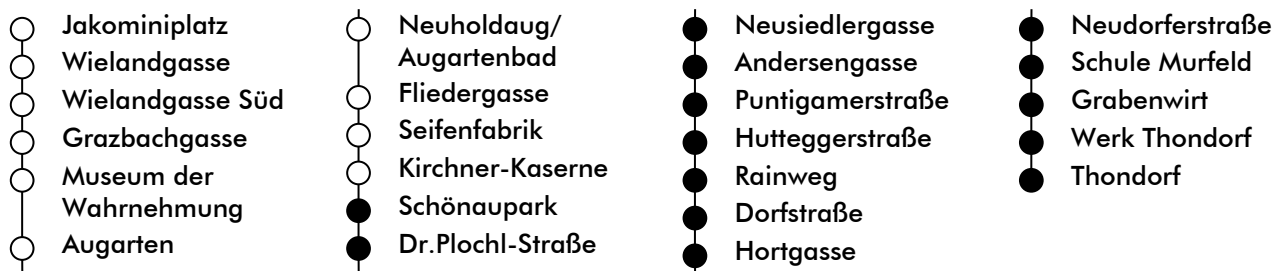 Jakominiplatz
Wielandgasse
Wielandgasse Süd
Grazbachgasse
Museum der
Wahrnehmung
Augarten
Neuholdaug/
Augartenbad
Fliedergasse
Seifenfabrik
Kirchner-Kaserne
Schönaupark
Dr.Plochl-Straße
Neusiedlergasse
Andersengasse
Puntigamerstraße
Hutteggerstraße
Rainweg
Dorfstraße
Hortgasse
Neudorferstraße
Schule Murfeld
Grabenwirt
Werk Thondorf
Thondorf